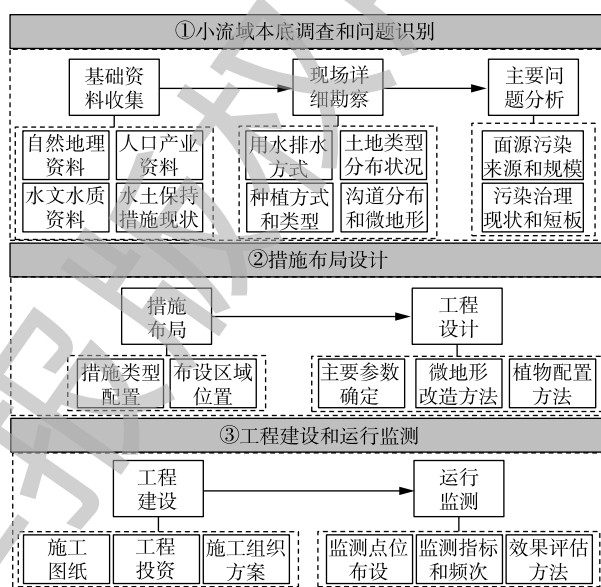 ①小流域本底调查和问题识别
基础资
料收集
现场详
细勘察
主要问
题分析
自然地理
资料
人口产业
资料
用水排水
方式
土地类型
分布状况
面源污染
来源和规模
水文水质
资料
水土保持
措施现状
种植方式
和类型
沟道分布
和微地形
污染治理
现状和短板
②措施布局设计
措施
布局
工程
设计
措施类型
配置
布设区域
位置
主要参数
确定
微地形
改造方法
植物配置
方法
③工程建设和运行监测
工程
建设
运行
监测
施工
图纸
工程
投资
施工组织
方案
监测点位
布设
监测指标
和频次
效果评估
方法